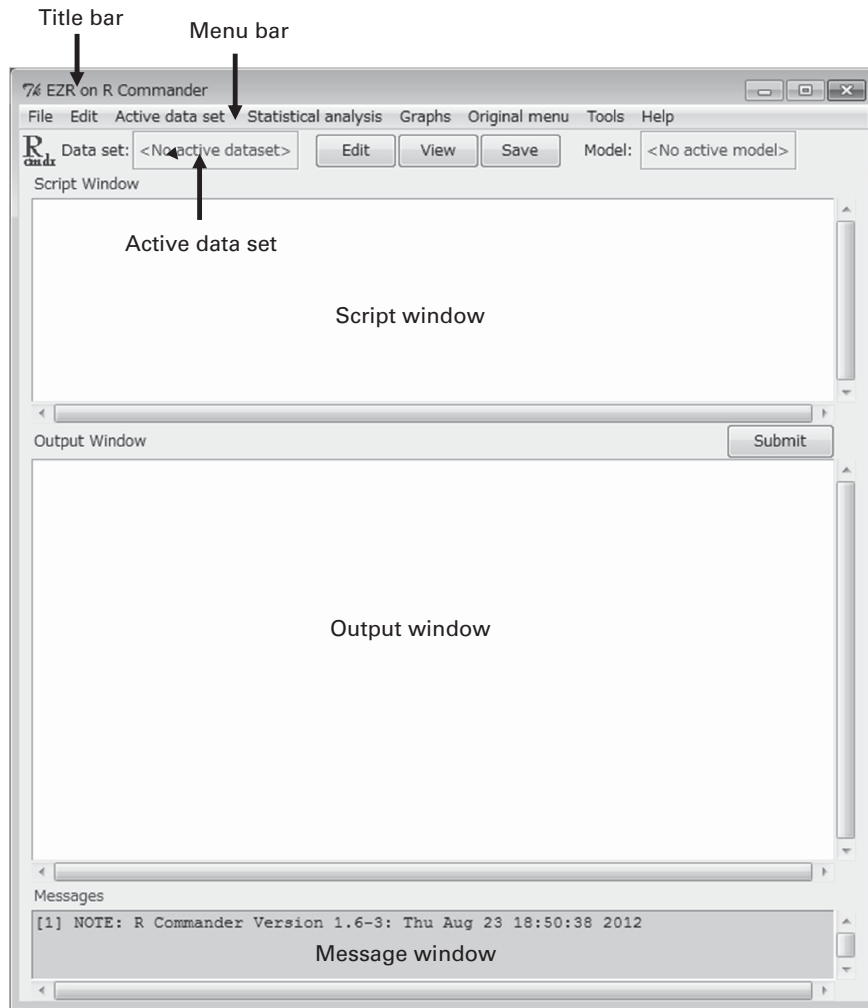 Title bar
Menu bar
EZR on R Commander
File Edit Active data set Statistical analysis Graphs Original menu Tools Help
R cmdr Data set: <No active dataset> Edit View Save Model: <No active model>
Script Window
Active data set
Script window
Output Window Submit
Output window
Messages
[1] NOTE: R Commander Version 1.6-3: Thu Aug 23 18:50:38 2012
Message window